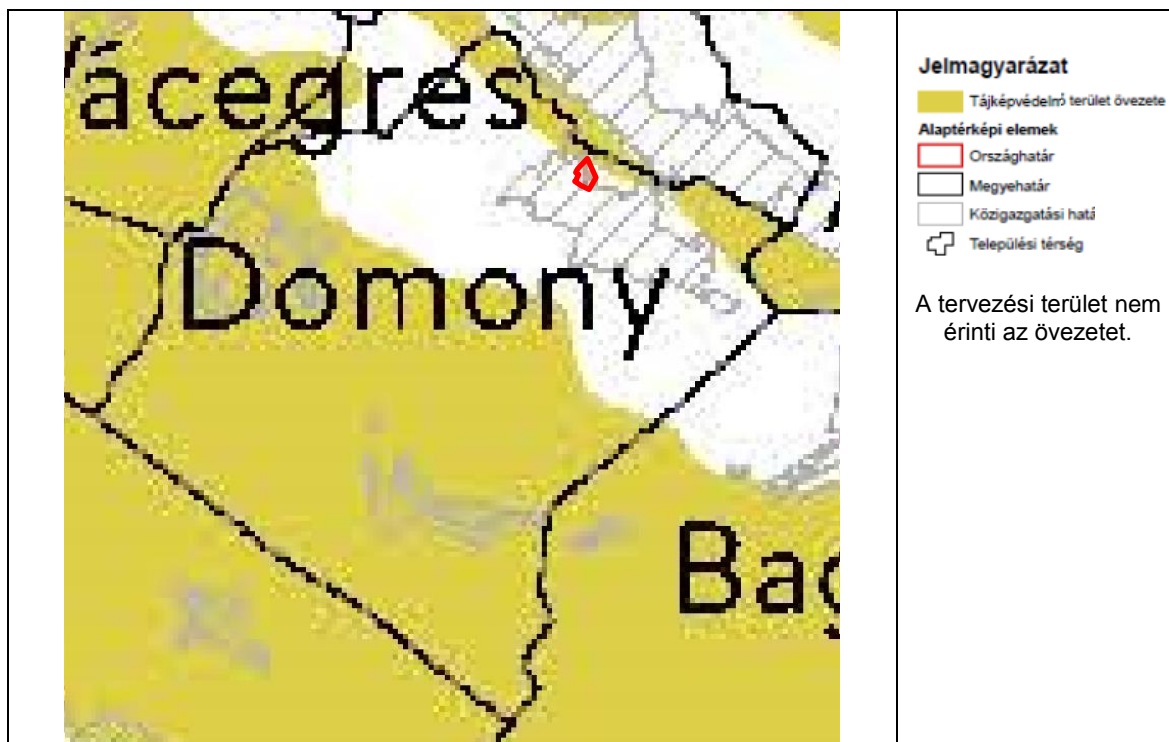 Vácegres
Domony
Bag
Jelmagyarázat
Tájképvédelmi terület övezete
Alaptérképi elemek
Országhatár
Megyehatár
Közigazgatási hatá
Települési térség
A tervezési terület nem
érinti az övezetet.